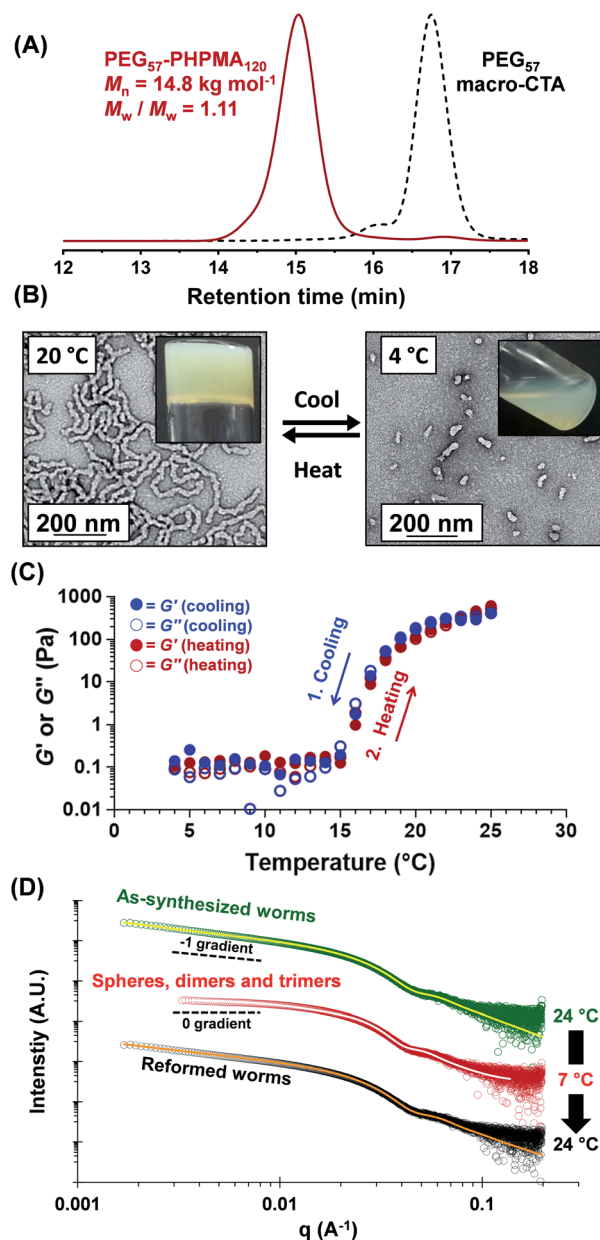 (A)
PEG57-PHPMA120
Mn = 14.8 kg mol-1
Mw / Mw = 1.11
PEG57
macro-CTA
12 13 14 15 16 17 18
Retention time (min)
(B)
20 °C
200 nm
Cool
Heat
4 °C
200 nm
(C)
= G' (cooling)
= G'' (cooling)
= G' (heating)
= G'' (heating)
1. Cooling
2. Heating
G' or G'' (Pa)
1000
100
10
1
0.1
0.01
0 5 10 15 20 25 30
Temperature (°C)
(D)
As-synthesized worms
-1 gradient
Spheres, dimers and trimers
0 gradient
Reformed worms
24 °C
7 °C
24 °C
Intenstiy (A.U.)
0.001 0.01 0.1
q (A-1)